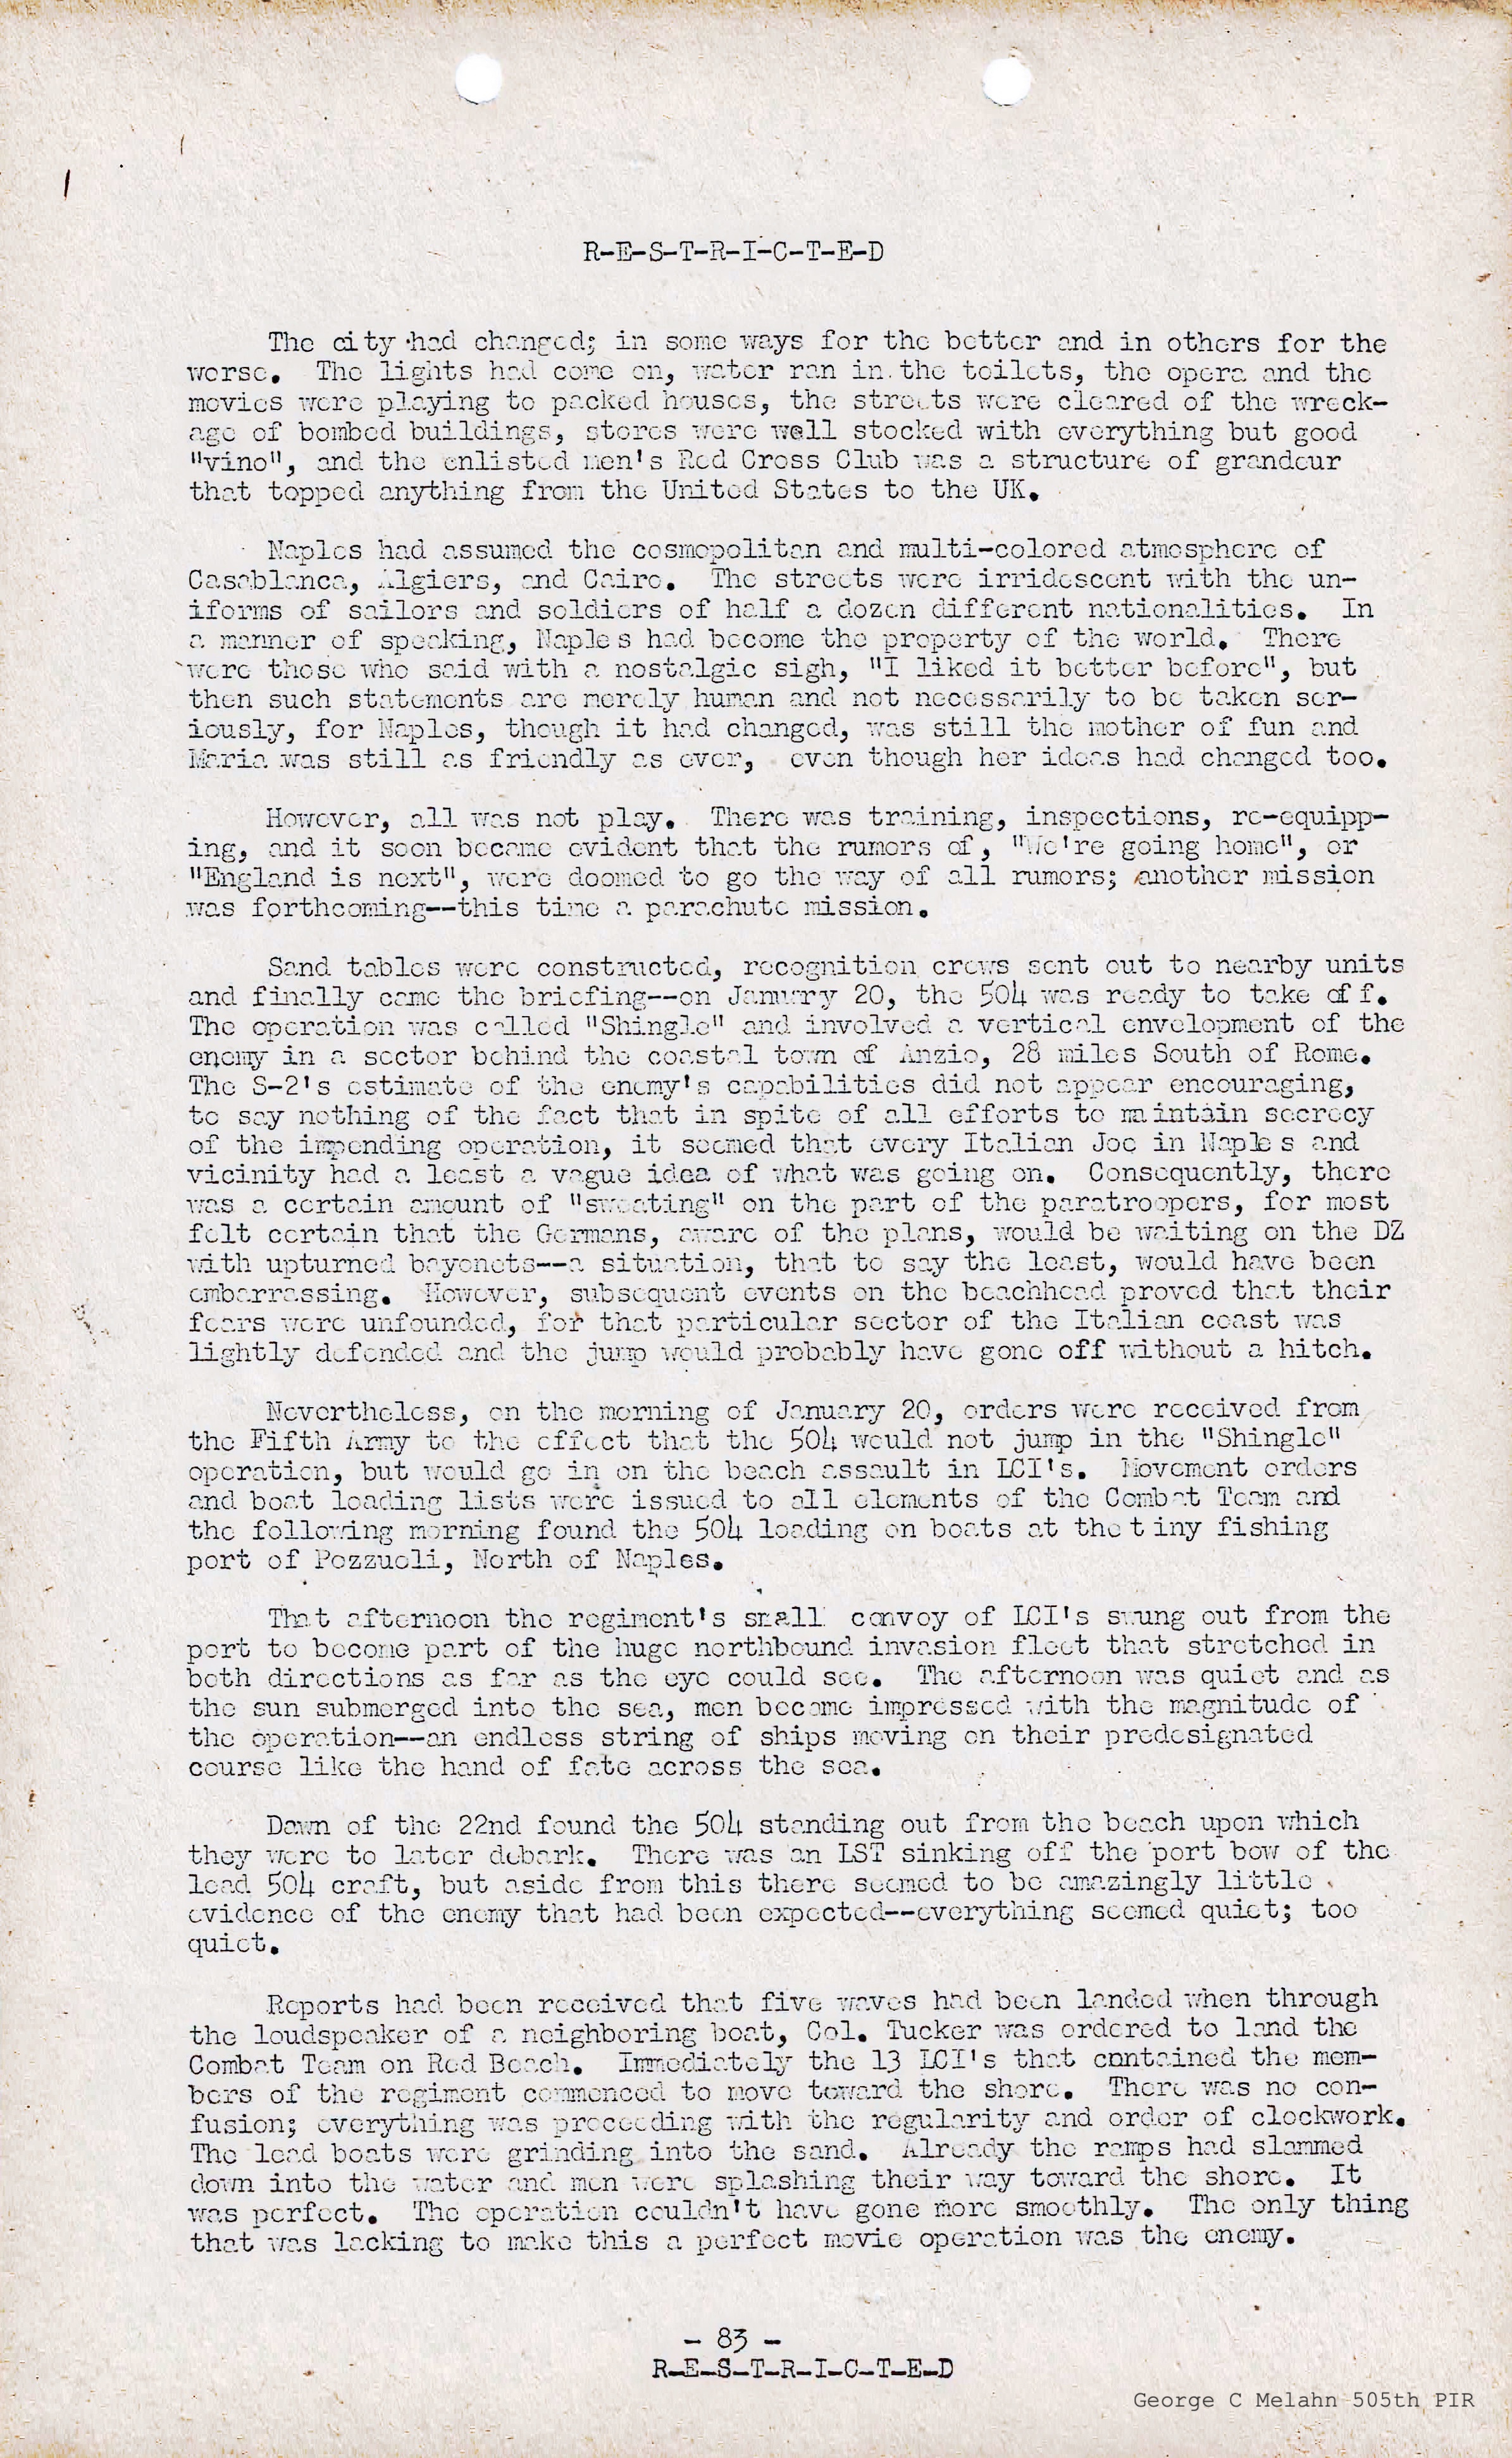 R-E-S-T-R-I-C-T-E-D
The city had changed; in some ways for the better and in others for the
worse. The lights had come on, water ran in the toilets, the opera and the
movies were playing to packed houses, the streets were cleared of the wreck-
age of bombed buildings, stores were well stocked with everything but good
"vino", and the enlisted men's Red Cross Club was a structure of grandeur
that topped anything from the United States to the UK.
Naples had assumed the cosmopolitan and multi-colored atmosphere of
Casablanca, Algiers, and Cairo. The streets were irridescent with the un-
iforms of sailors and soldiers of half a dozen different nationalities. In
a manner of speaking, Naples had become the property of the world. There
were those who said with a nostalgic sigh, "I liked it better before", but
then such statements are merely human and not necessarily to be taken ser-
iously, for Naples, though it had changed, was still the mother of fun and
Maria was still as friendly as ever, even though her ideas had changed too.
However, all was not play. There was training, inspections, re-equipp-
ing, and it soon became evident that the rumors of, "We're going home", or
"England is next", were doomed to go the way of all rumors; another mission
was forthcoming--this time a parachute mission.
Sand tables were constructed, recognition crews sent out to nearby units
and finally came the briefing--on January 20, the 504 was ready to take off.
The operation was called "Shingle" and involved a vertical envelopment of the
enemy in a sector behind the coastal town of Anzio, 28 miles South of Rome.
The S-2's estimate of the enemy's capabilities did not appear encouraging,
to say nothing of the fact that in spite of all efforts to maintain secrecy
of the impending operation, it seemed that every Italian Joe in Naples and
vicinity had a least a vague idea of what was going on. Consequently, there
was a certain amount of "sweating" on the part of the paratroopers, for most
felt certain that the Germans, aware of the plans, would be waiting on the DZ
with upturned bayonets--a situation, that to say the least, would have been
embarrassing. However, subsequent events on the beachhead proved that their
fears were unfounded, for that particular sector of the Italian coast was
lightly defended and the jump would probably have gone off without a hitch.
Nevertheless, on the morning of January 20, orders were received from
the Fifth Army to the effect that the 504 would not jump in the "Shingle"
operation, but would go in on the beach assault in LCI's. Movement orders
and boat loading lists were issued to all elements of the Combat Team and
the following morning found the 504 loading on boats at the tiny fishing
port of Pozzuoli, North of Naples.
That afternoon the regiment's small convoy of LCI's swung out from the
port to become part of the huge northbound invasion fleet that stretched in
both directions as far as the eye could see. The afternoon was quiet and as
the sun submerged into the sea, men became impressed with the magnitude of
the operation--an endless string of ships moving on their predesignated
course like the hand of fate across the sea.
Dawn of the 22nd found the 504 standing out from the beach upon which
they were to later debark. There was an LST sinking off the port bow of the
lead 504 craft, but aside from this there seemed to be amazingly little
evidence of the enemy that had been expected--everything seemed quiet; too
quiet.
Reports had been received that five waves had been landed when through
the loudspeaker of a neighboring boat, Col. Tucker was ordered to land the
Combat Team on Red Beach. Immediately the 13 LCI's that contained the mem-
bers of the regiment commenced to move toward the shore. There was no con-
fusion; everything was proceeding with the regularity and order of clockwork.
The lead boats were grinding into the sand. Already the ramps had slammed
down into the water and men were splashing their way toward the shore. It
was perfect. The operation couldn't have gone more smoothly. The only thing
that was lacking to make this a perfect movie operation was the enemy.
- 83 -
R-E-S-T-R-I-C-T-E-D
George C Melahn 505th PIR